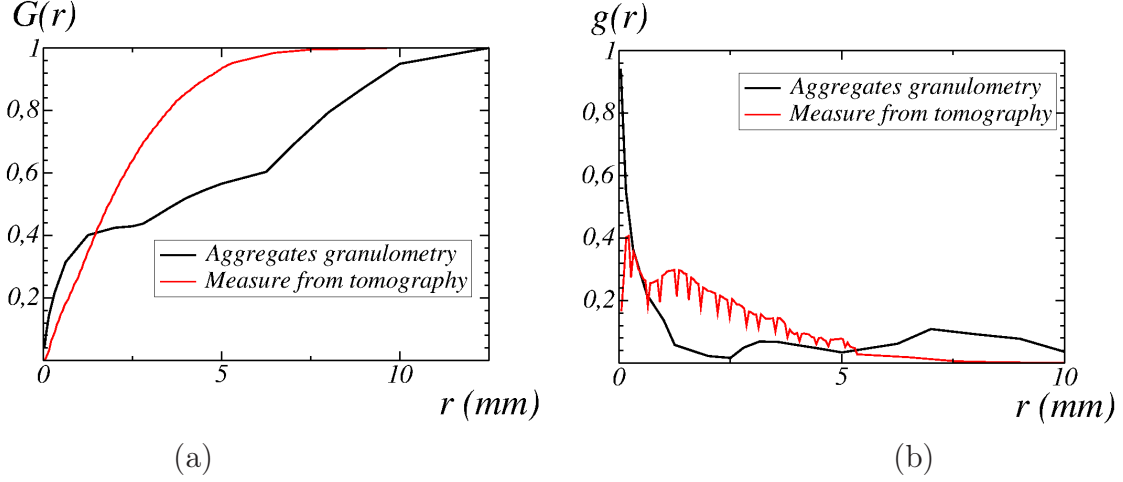 G(r)
1
0,8
0,6
0,4
0,2
0
5
10
r (mm)
Aggregates granulometry
Measure from tomography
(a)
g(r)
1
0,8
0,6
0,4
0,2
0
5
10
r (mm)
Aggregates granulometry
Measure from tomography
(b)